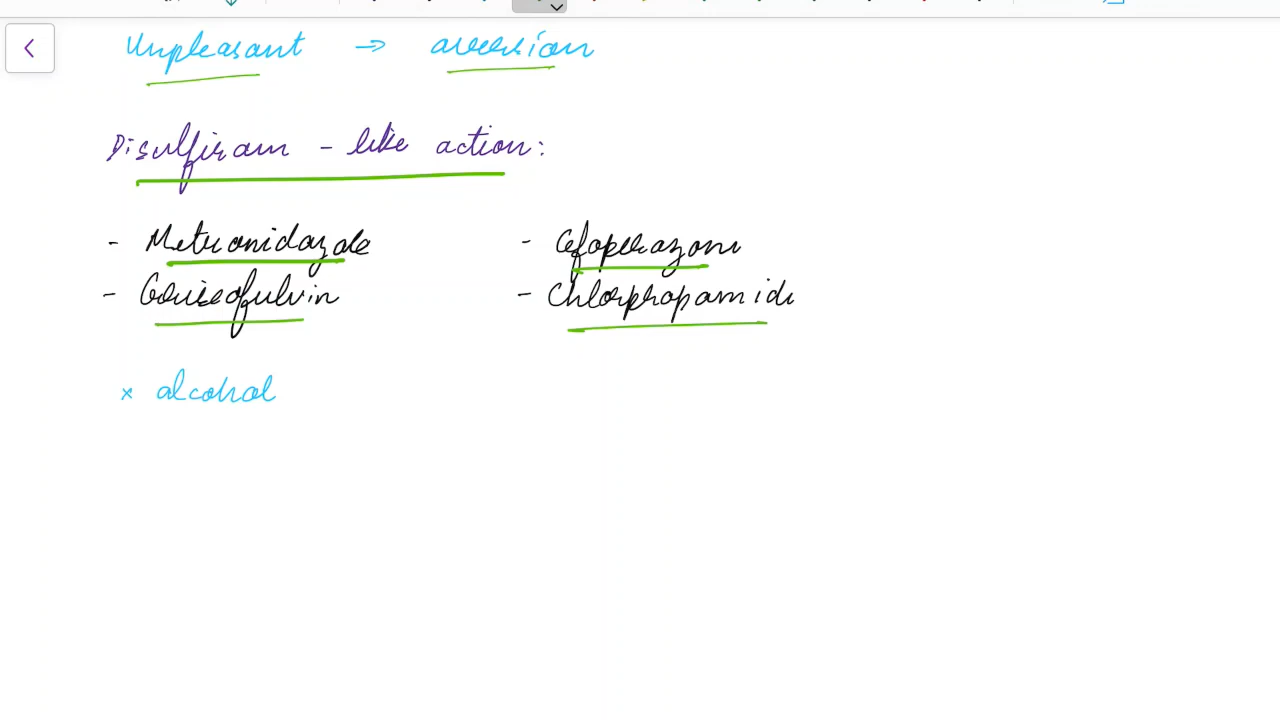 Unpleasant → aversion
Disulfiram - like action:
- Metronidazole - Cefoperazone
- Griseofulvin - Chlorpropamide
× alcohol